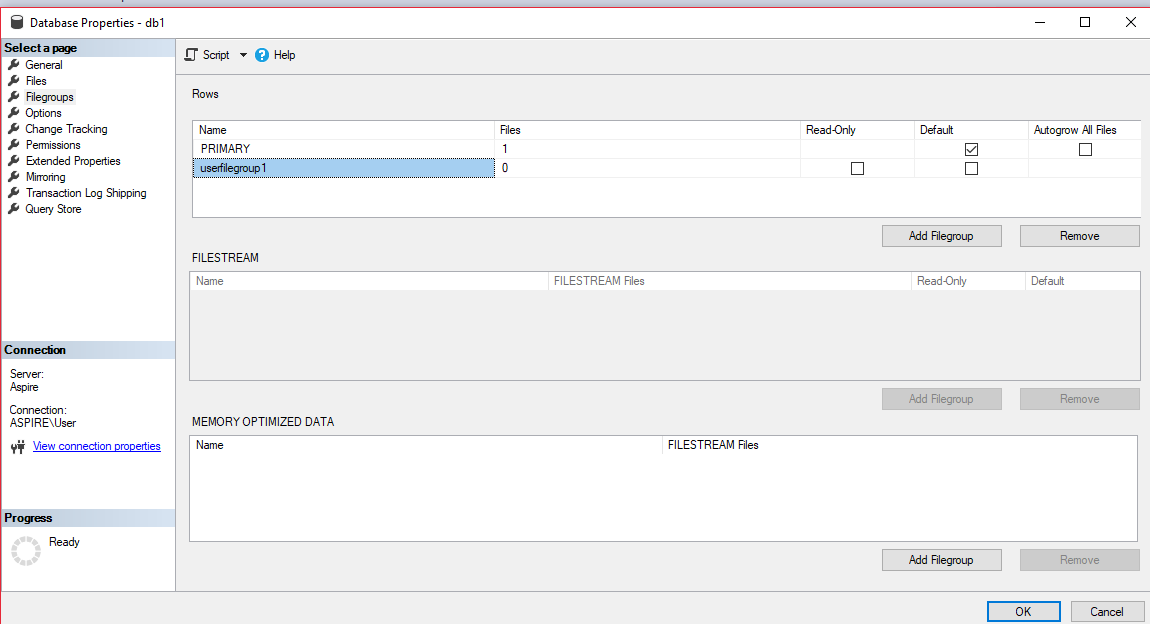 Database Properties - db1
Select a page
General
Files
Filegroups
Options
Change Tracking
Permissions
Extended Properties
Mirroring
Transaction Log Shipping
Query Store
Connection
Server:
Aspire
Connection:
ASPIRE\User
View connection properties
Progress
Ready
Script Help
Rows
Name Files Read-Only Default Autogrow All Files
PRIMARY 1
userfilegroup1 0
Add Filegroup Remove
FILESTREAM
Name FILESTREAM Files Read-Only Default
Add Filegroup Remove
MEMORY OPTIMIZED DATA
Name FILESTREAM Files
Add Filegroup Remove
OK Cancel